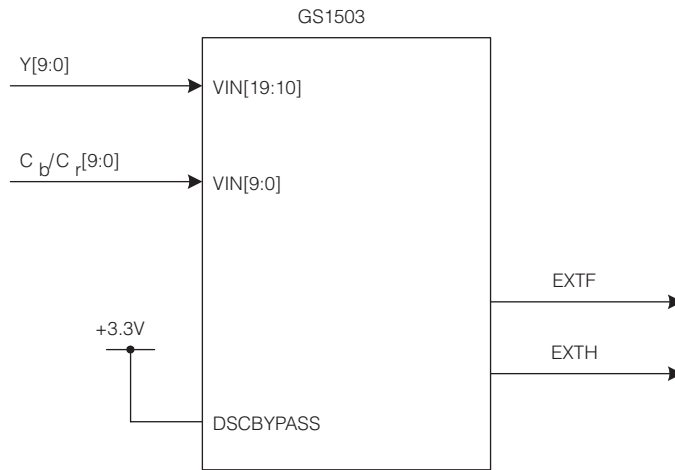 GS1503
Y[9:0]
VIN[19:10]
C b/C r[9:0]
VIN[9:0]
EXTF
+3.3V
EXTH
DSCBYPASS